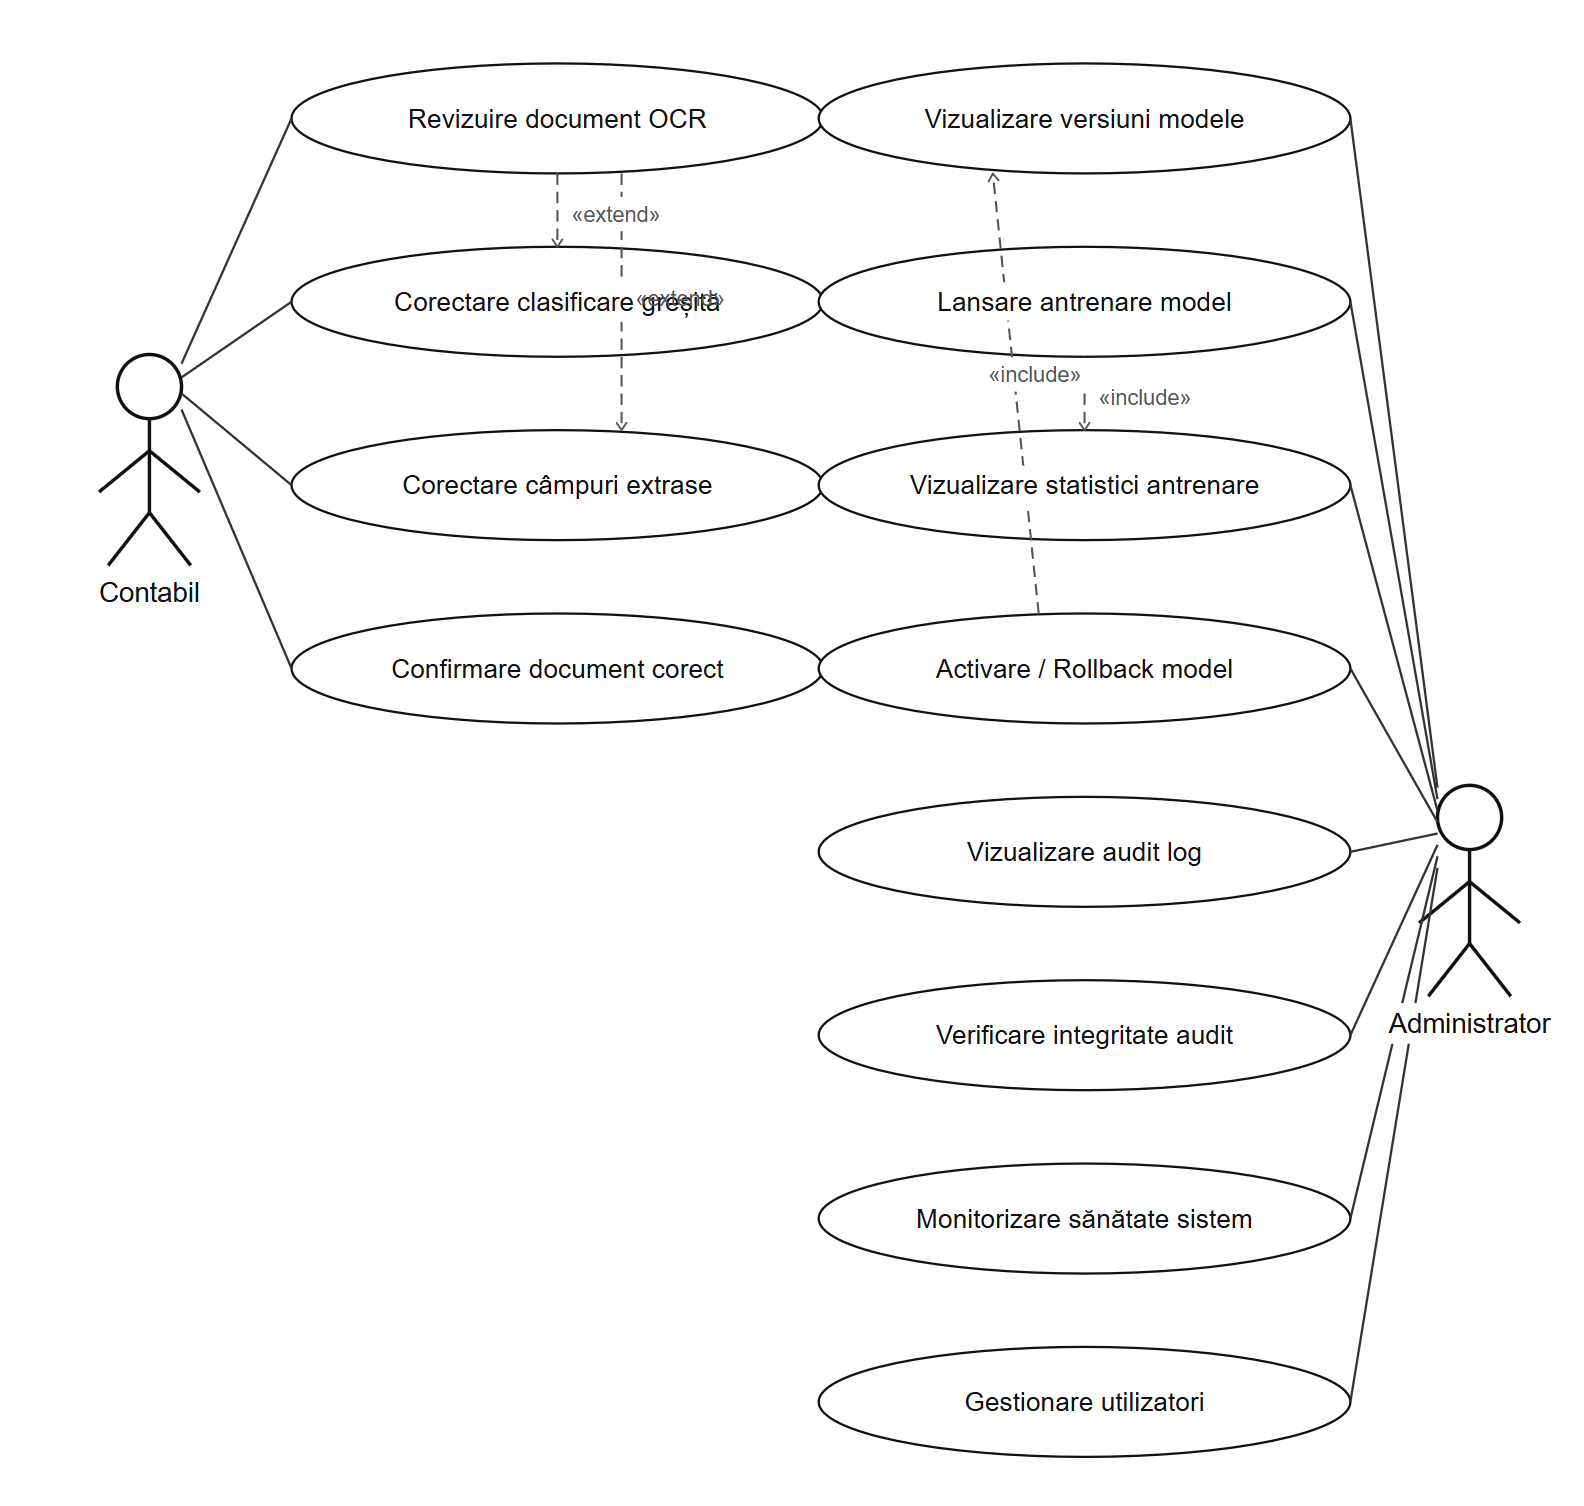 Revizuire document OCR
Vizualizare versiuni modele
«extend»
Corectare clasificare greșită
«extend»
Lansare antrenare model
«include»
«include»
Corectare câmpuri extrase
Vizualizare statistici antrenare
Contabil
Confirmare document corect
Activare / Rollback model
Vizualizare audit log
Administrator
Verificare integritate audit
Monitorizare sănătate sistem
Gestionare utilizatori